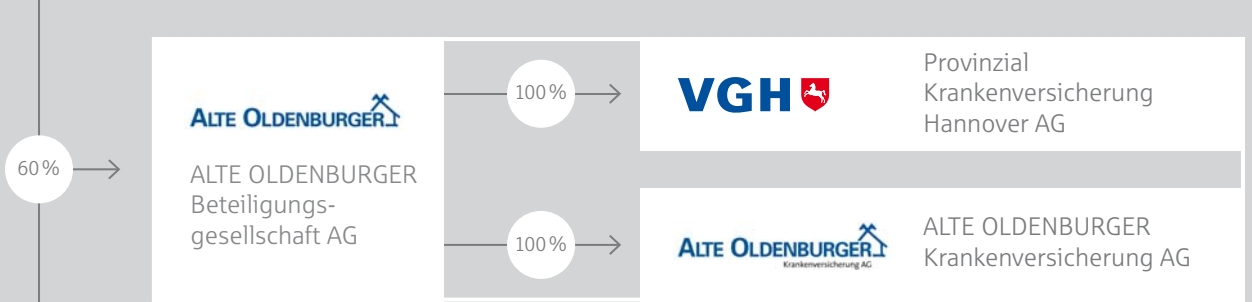 60 %
ALTE OLDENBURGER
ALTE OLDENBURGER
Beteiligungs-
gesellschaft AG
100 %
VGH
Provinzial
Krankenversicherung
Hannover AG
100 %
ALTE OLDENBURGER
Krankenversicherung AG
ALTE OLDENBURGER
Krankenversicherung AG